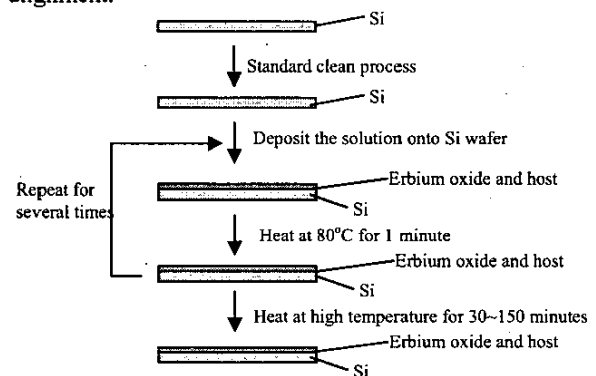 Si
Standard clean process
Si
Deposit the solution onto Si wafer
Repeat for
several times
Erbium oxide and host
Si
Heat at 80°C for 1 minute
Erbium oxide and host
Si
Heat at high temperature for 30~150 minutes
Erbium oxide and host
Si